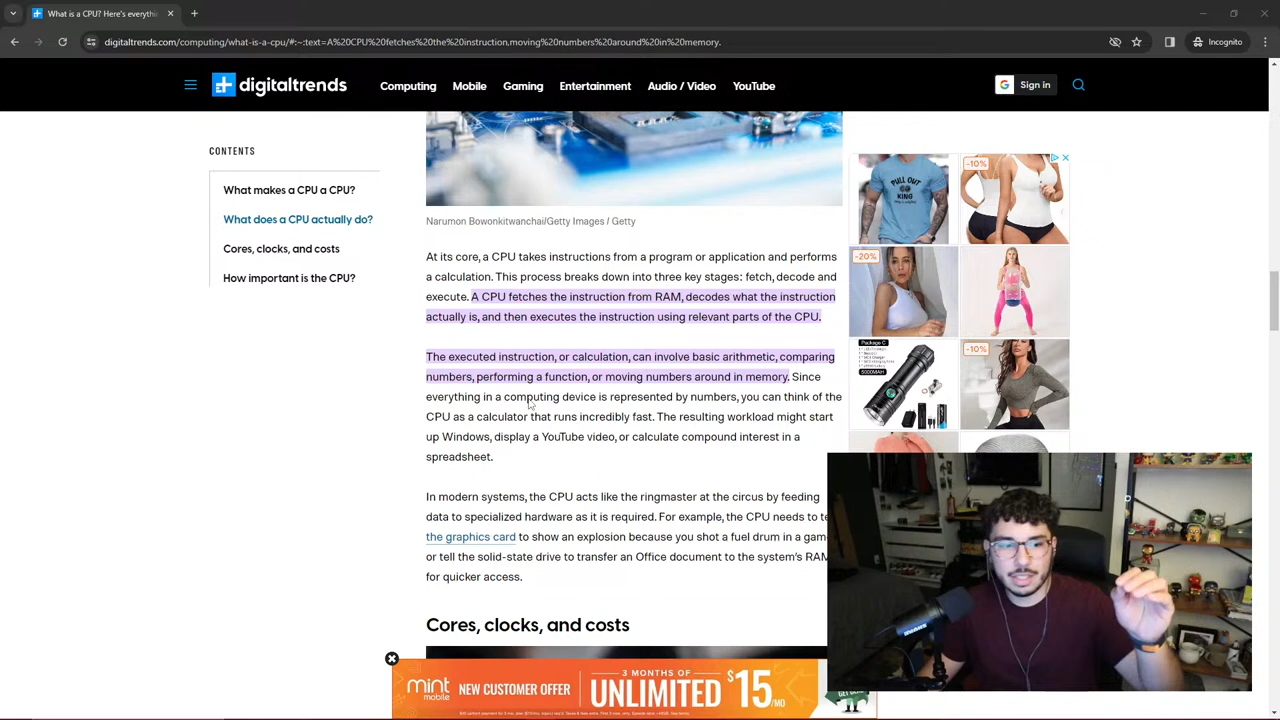 What is a CPU? Here's everythi
digitaltrends.com/computing/what-is-a-cpu/#:~:text=A%20CPU%20fetches%20the%20instruction,moving%20numbers%20around%20in%20memory.
Incognito
digitaltrends
Computing
Mobile
Gaming
Entertainment
Audio / Video
YouTube
Sign in
CONTENTS
What makes a CPU a CPU?
What does a CPU actually do?
Cores, clocks, and costs
How important is the CPU?
Narumon Bowonkitwanchai/Getty Images / Getty
At its core, a CPU takes instructions from a program or application and performs
a calculation. This process breaks down into three key stages: fetch, decode and
execute. A CPU fetches the instruction from RAM, decodes what the instruction
actually is, and then executes the instruction using relevant parts of the CPU.
The executed instruction, or calculation, can involve basic arithmetic, comparing
numbers, performing a function, or moving numbers around in memory. Since
everything in a computing device is represented by numbers, you can think of the
CPU as a calculator that runs incredibly fast. The resulting workload might start
up Windows, display a YouTube video, or calculate compound interest in a
spreadsheet.
In modern systems, the CPU acts like the ringmaster at the circus by feeding
data to specialized hardware as it is required. For example, the CPU needs to te
the graphics card to show an explosion because you shot a fuel drum in a gam
or tell the solid-state drive to transfer an Office document to the system's RAM
for quicker access.
Cores, clocks, and costs
PULL OUT
KING
-10%
-20%
Package C
5000MAH
-10%
mint
mobile
NEW CUSTOMER OFFER
3 MONTHS OF
UNLIMITED
$15/MO